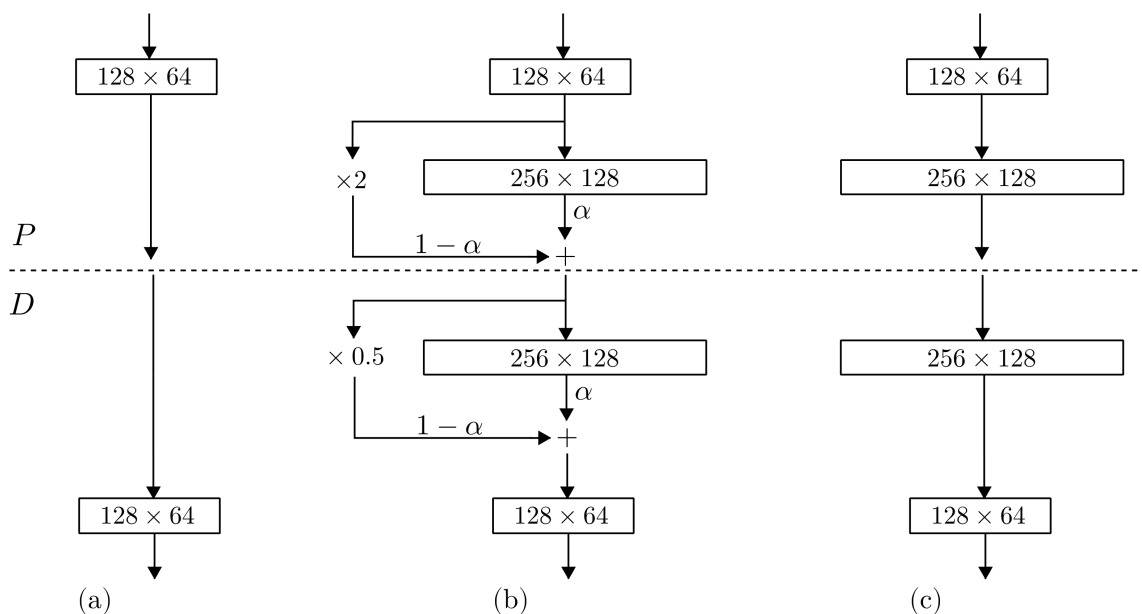 128 × 64 128 × 64 128 × 64
×2 256 × 128 256 × 128
α
P 1 − α +
D
× 0.5 256 × 128 256 × 128
α
1 − α +
128 × 64 128 × 64 128 × 64
(a) (b) (c)